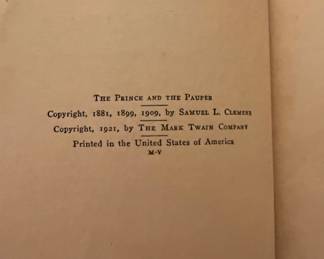 The Prince and the Pauper
Copyright, 1881, 1899, 1909, by Samuel L. Clemens
Copyright, 1921, by The Mark Twain Company
Printed in the United States of America
M-V